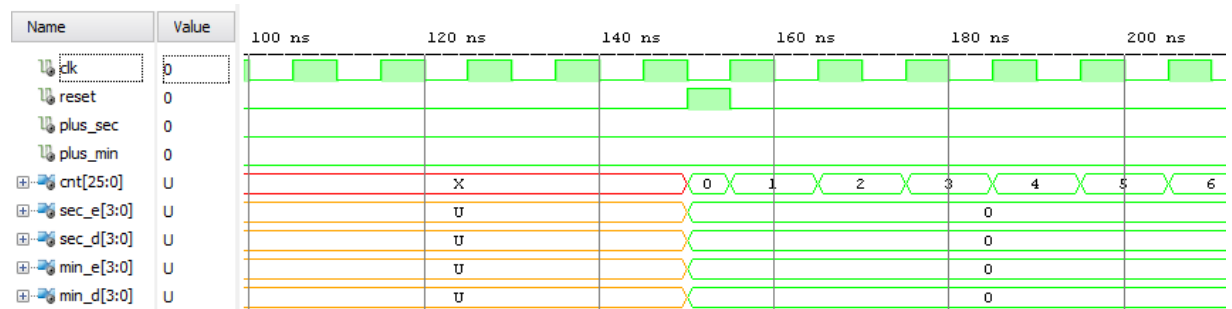 Name Value 100 ns 120 ns 140 ns 160 ns 180 ns 200 ns
clk 0
reset 0
plus_sec 0
plus_min 0
cnt[25:0] U X 0 1 2 3 4 5 6
sec_e[3:0] U U 0
sec_d[3:0] U U 0
min_e[3:0] U U 0
min_d[3:0] U U 0